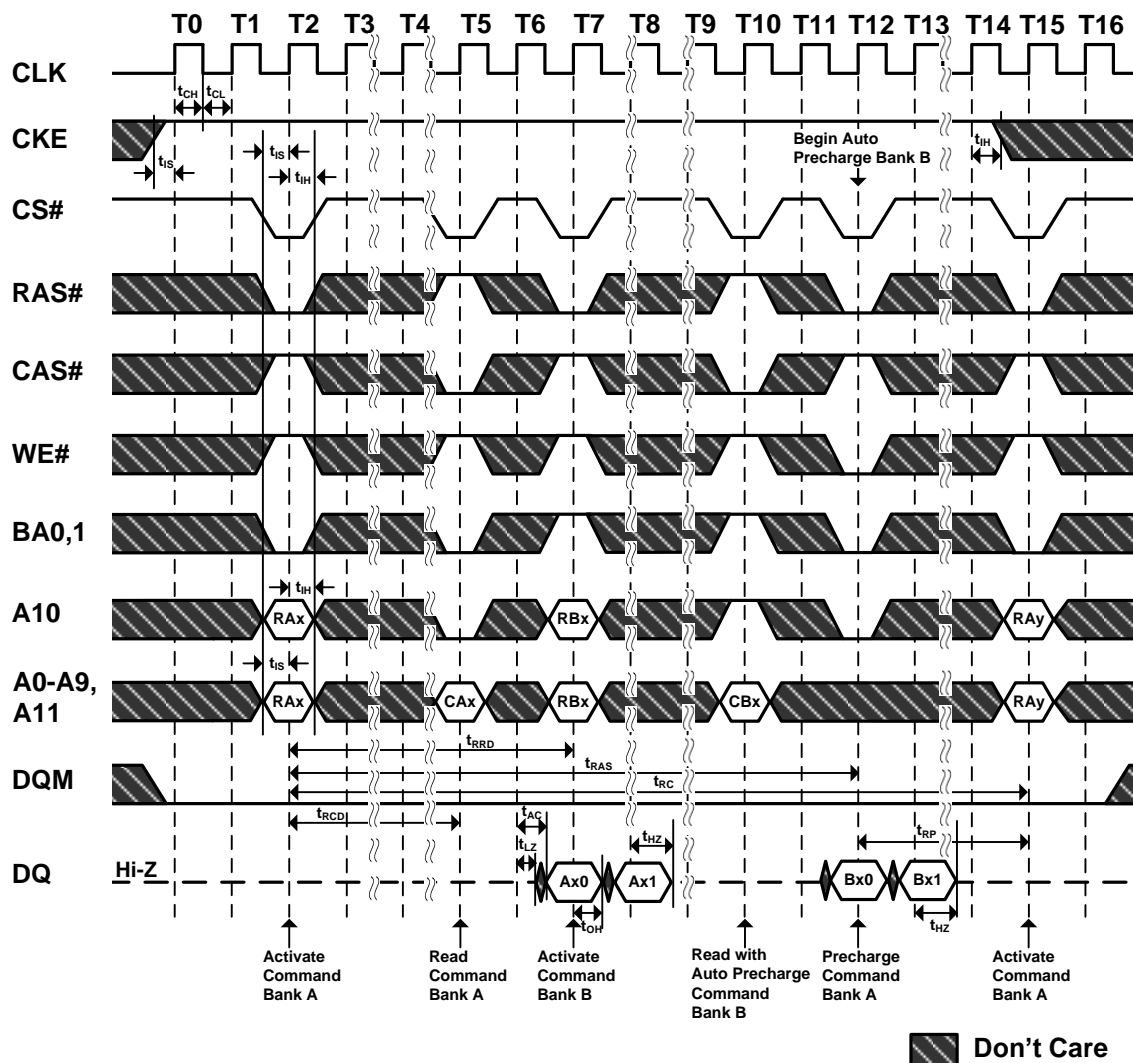 T0 T1 T2 T3 T4 T5 T6 T7 T8 T9 T10 T11 T12 T13 T14 T15 T16
CLK
tCH tCL
CKE
Begin Auto
Precharge Bank B
tIS
tIS
tIH
tIH
CS#
RAS#
CAS#
WE#
BA0,1
tIH
A10
RAx
RBx
RAy
tIS
A0-A9,
A11
RAx
CAx
RBx
CBx
RAy
tRRD
tRAS
DQM
tRC
tRCD
tAC
tLZ
tHZ
tRP
DQ
Hi-Z
Ax0
Ax1
Bx0
Bx1
tOH
tHZ
Activate
Command
Bank A
Read
Command
Bank A
Activate
Command
Bank B
Read with
Auto Precharge
Command
Bank B
Precharge
Command
Bank A
Activate
Command
Bank A
Don't Care